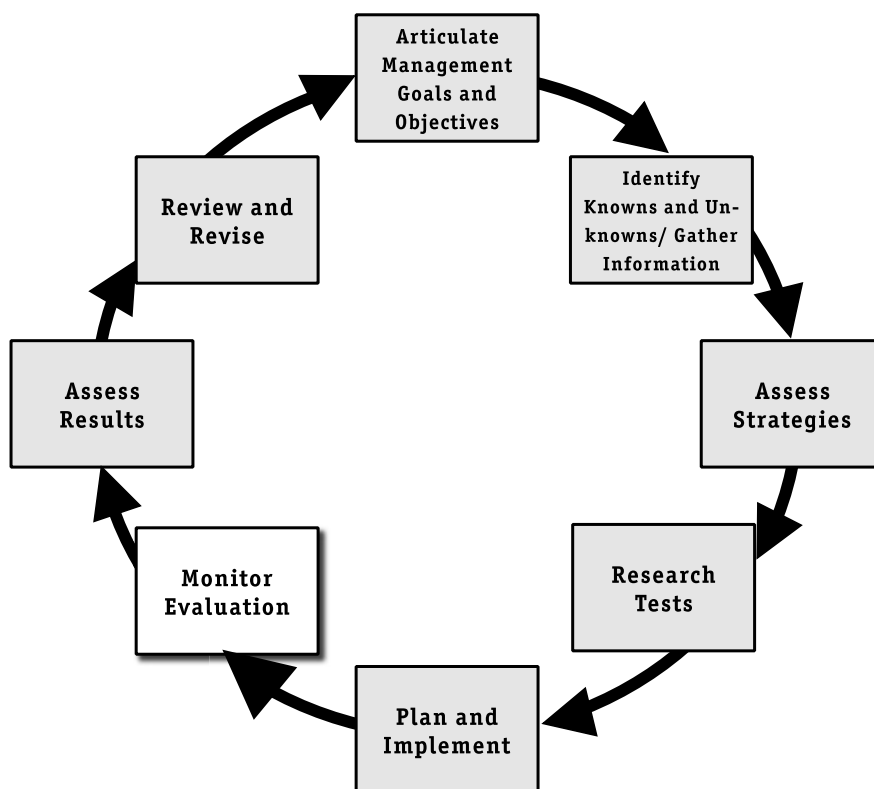 Articulate
Management
Goals and
Objectives
Identify
Knowns and Un-
knowns/ Gather
Information
Assess
Strategies
Research
Tests
Plan and
Implement
Monitor
Evaluation
Assess
Results
Review and
Revise